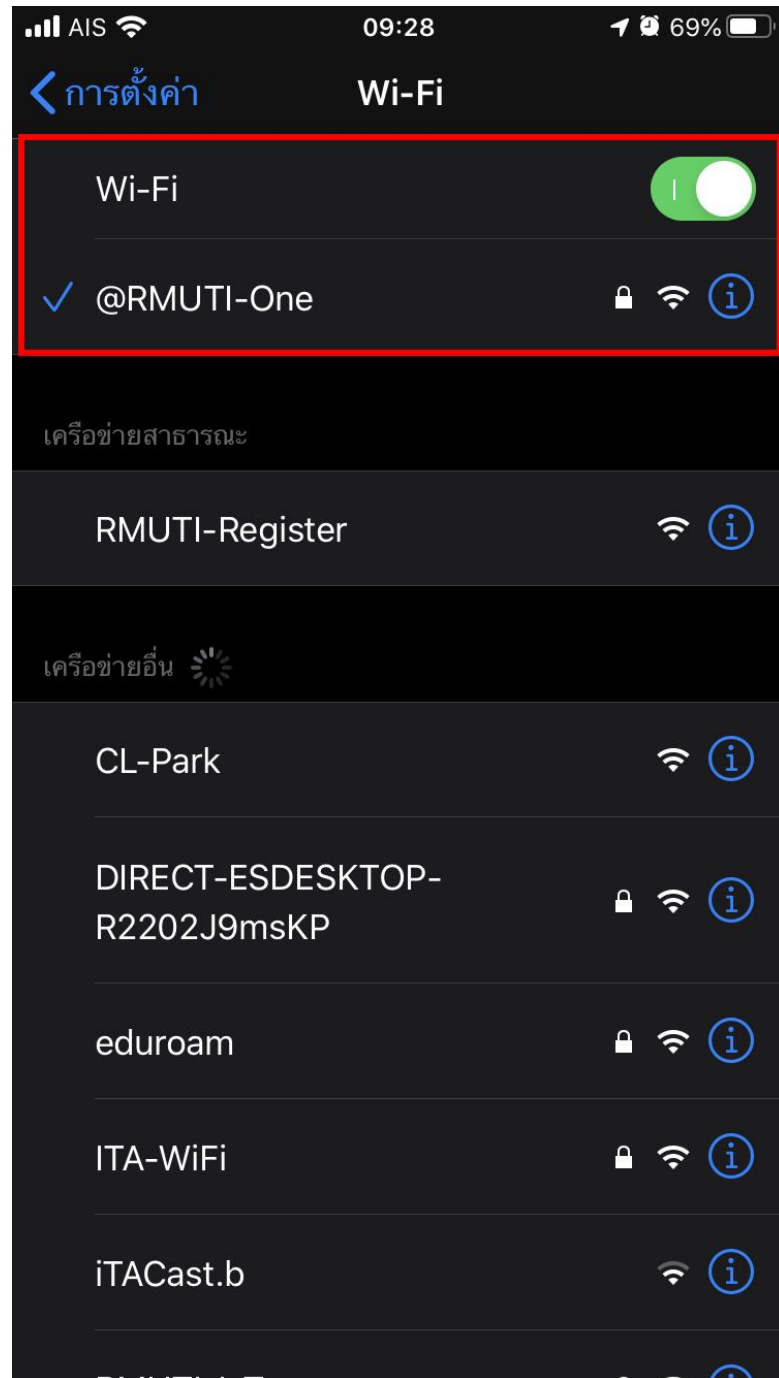 AIS 09:28 69%
การตั้งค่า Wi-Fi
Wi-Fi
@RMUTI-One
เครือข่ายสาธารณะ
RMUTI-Register
เครือข่ายอื่น
CL-Park
DIRECT-ESDESKTOP-
R2202J9msKP
eduroam
ITA-WiFi
iTACast.b